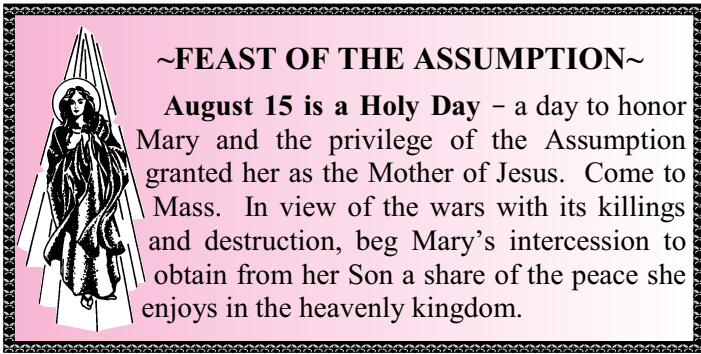 ~FEAST OF THE ASSUMPTION~
August 15 is a Holy Day – a day to honor
Mary and the privilege of the Assumption
granted her as the Mother of Jesus. Come to
Mass. In view of the wars with its killings
and destruction, beg Mary's intercession to
obtain from her Son a share of the peace she
enjoys in the heavenly kingdom.